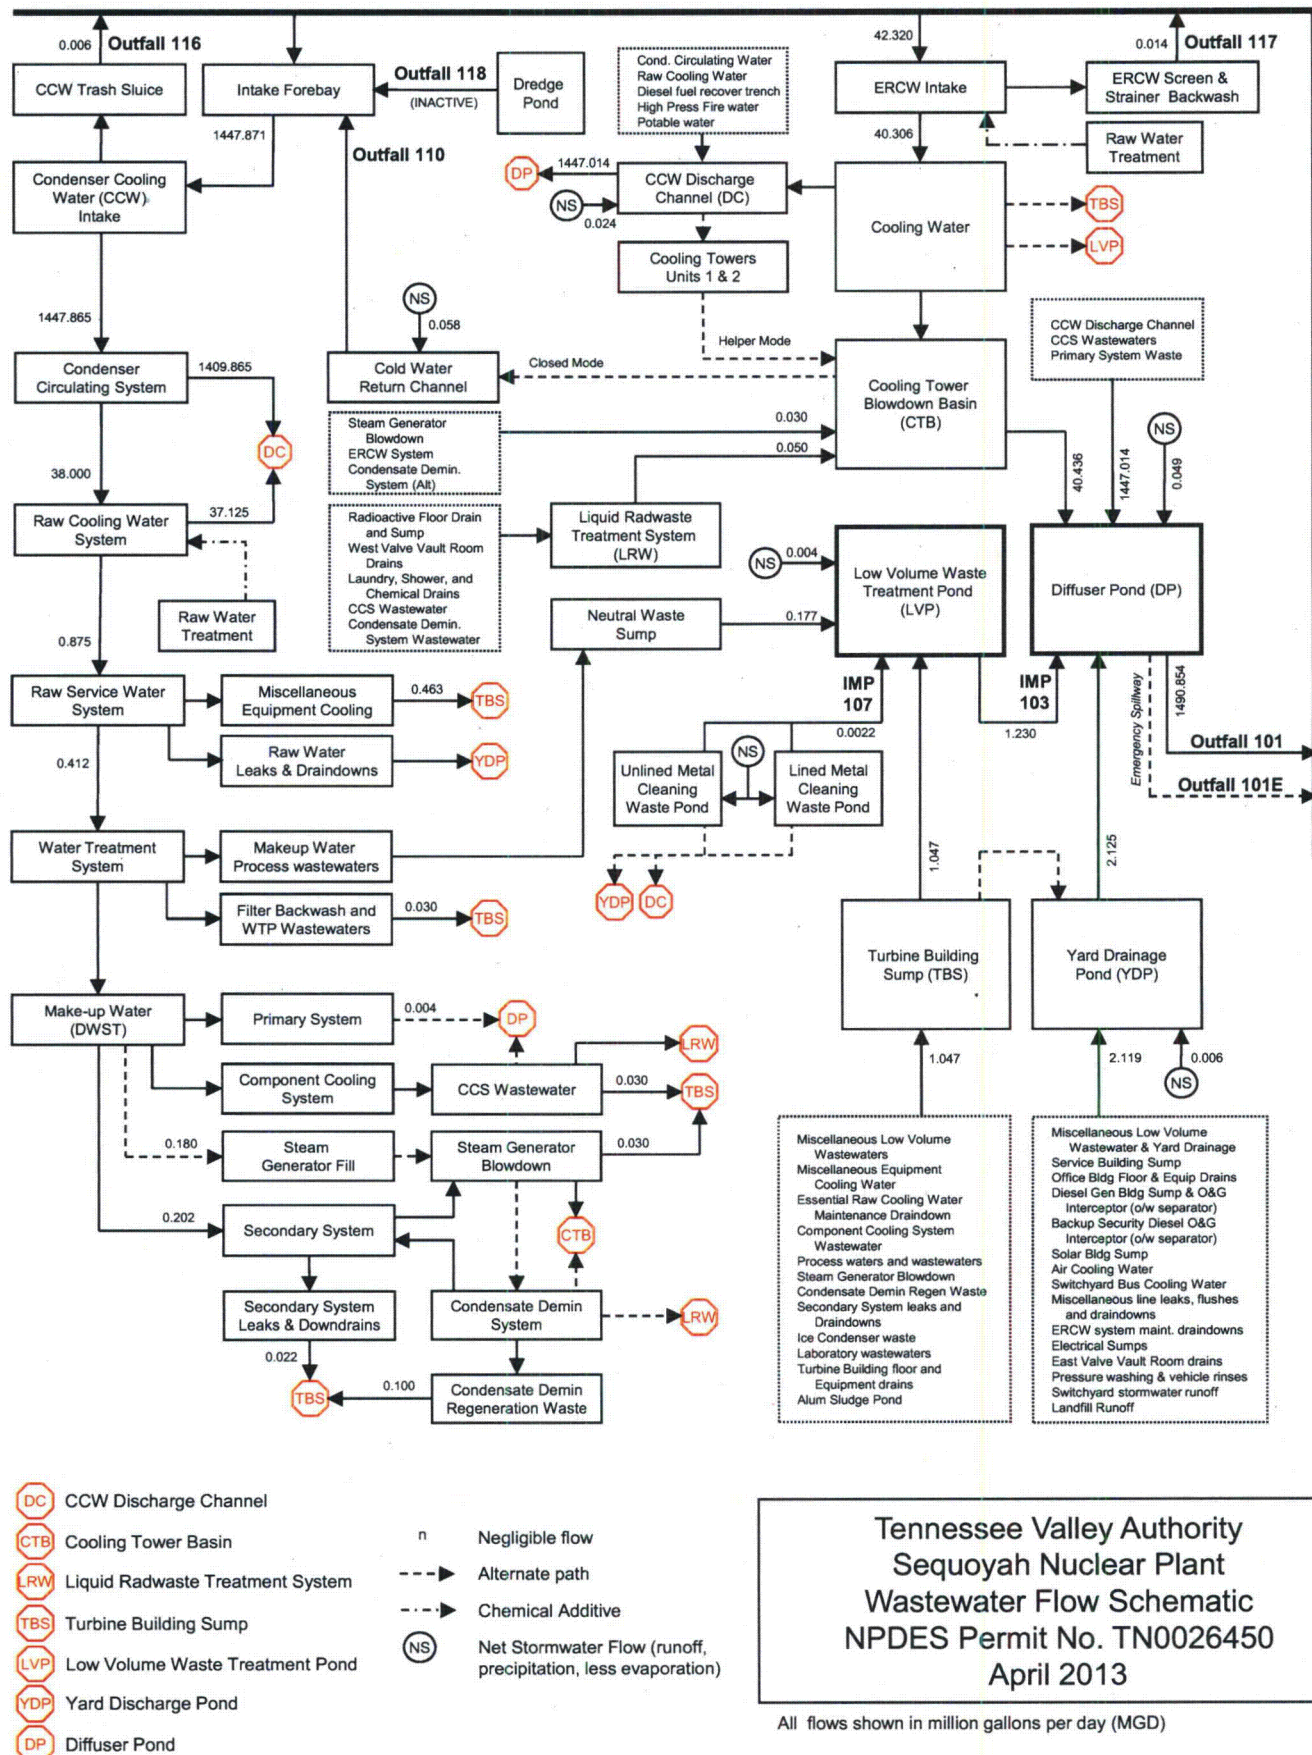 0.006
Outfall 116
CCW Trash Sluice
Intake Forebay
Outfall 118
(INACTIVE)
Dredge
Pond
1447.871
Outfall 110
Condenser Cooling
Water (CCW)
Intake
Cond. Circulating Water
Raw Cooling Water
Diesel fuel recover trench
High Press Fire water
Potable water
42.320
ERCW Intake
0.014
Outfall 117
ERCW Screen &
Strainer Backwash
40.306
Raw Water
Treatment
DP
1447.014
NS
0.024
CCW Discharge
Channel (DC)
Cooling Water
TBS
LVP
Cooling Towers
Units 1 & 2
1447.865
NS
0.058
Helper Mode
CCW Discharge Channel
CCS Wastewaters
Primary System Waste
Condenser
Circulating System
1409.865
Cold Water
Return Channel
Closed Mode
Cooling Tower
Blowdown Basin
(CTB)
NS
DC
Steam Generator
Blowdown
ERCW System
Condensate Demin.
System (Alt)
0.030
0.050
40.436
1447.014
0.049
38.000
Raw Cooling Water
System
37.125
Radioactive Floor Drain
and Sump
West Valve Vault Room
Drains
Laundry, Shower, and
Chemical Drains
CCS Wastewater
Condensate Demin.
System Wastewater
Liquid Radwaste
Treatment System
(LRW)
NS
0.004
Low Volume Waste
Treatment Pond
(LVP)
Diffuser Pond (DP)
Raw Water
Treatment
Neutral Waste
Sump
0.177
0.875
Raw Service Water
System
Miscellaneous
Equipment Cooling
0.463
TBS
IMP
107
0.0022
IMP
103
1.230
Emergency Spillway
1490.854
Raw Water
Leaks & Draindowns
YDP
NS
Outfall 101
0.412
Unlined Metal
Cleaning
Waste Pond
Lined Metal
Cleaning
Waste Pond
Outfall 101E
Water Treatment
System
Makeup Water
Process wastewaters
1.047
2.125
Filter Backwash and
WTP Wastewaters
0.030
TBS
YDP
DC
Turbine Building
Sump (TBS)
Yard Drainage
Pond (YDP)
Make-up Water
(DWST)
Primary System
0.004
DP
LRW
1.047
2.119
0.006
NS
Component Cooling
System
CCS Wastewater
0.030
TBS
0.180
Steam
Generator Fill
Steam Generator
Blowdown
0.030
0.202
Secondary System
CTB
Secondary System
Leaks & Downdrains
Condensate Demin
System
LRW
0.022
TBS
0.100
Condensate Demin
Regeneration Waste
Miscellaneous Low Volume
Wastewaters
Miscellaneous Equipment
Cooling Water
Essential Raw Cooling Water
Maintenance Draindown
Component Cooling System
Wastewater
Process waters and wastewaters
Steam Generator Blowdown
Condensate Demin Regen Waste
Secondary System leaks and
Draindowns
Ice Condenser waste
Laboratory wastewaters
Turbine Building floor and
Equipment drains
Alum Sludge Pond
Miscellaneous Low Volume
Wastewater & Yard Drainage
Service Building Sump
Office Bldg Floor & Equip Drains
Diesel Gen Bldg Sump & O&G
Interceptor (o/w separator)
Backup Security Diesel O&G
Interceptor (o/w separator)
Solar Bldg Sump
Air Cooling Water
Switchyard Bus Cooling Water
Miscellaneous line leaks, flushes
and draindowns
ERCW system maint. draindowns
Electrical Sumps
East Valve Vault Room drains
Pressure washing & vehicle rinses
Switchyard stormwater runoff
Landfill Runoff
DC CCW Discharge Channel
CTB Cooling Tower Basin
LRW Liquid Radwaste Treatment System
TBS Turbine Building Sump
LVP Low Volume Waste Treatment Pond
YDP Yard Discharge Pond
DP Diffuser Pond
n Negligible flow
Alternate path
Chemical Additive
NS Net Stormwater Flow (runoff,
precipitation, less evaporation)
Tennessee Valley Authority
Sequoyah Nuclear Plant
Wastewater Flow Schematic
NPDES Permit No. TN0026450
April 2013
All flows shown in million gallons per day (MGD)